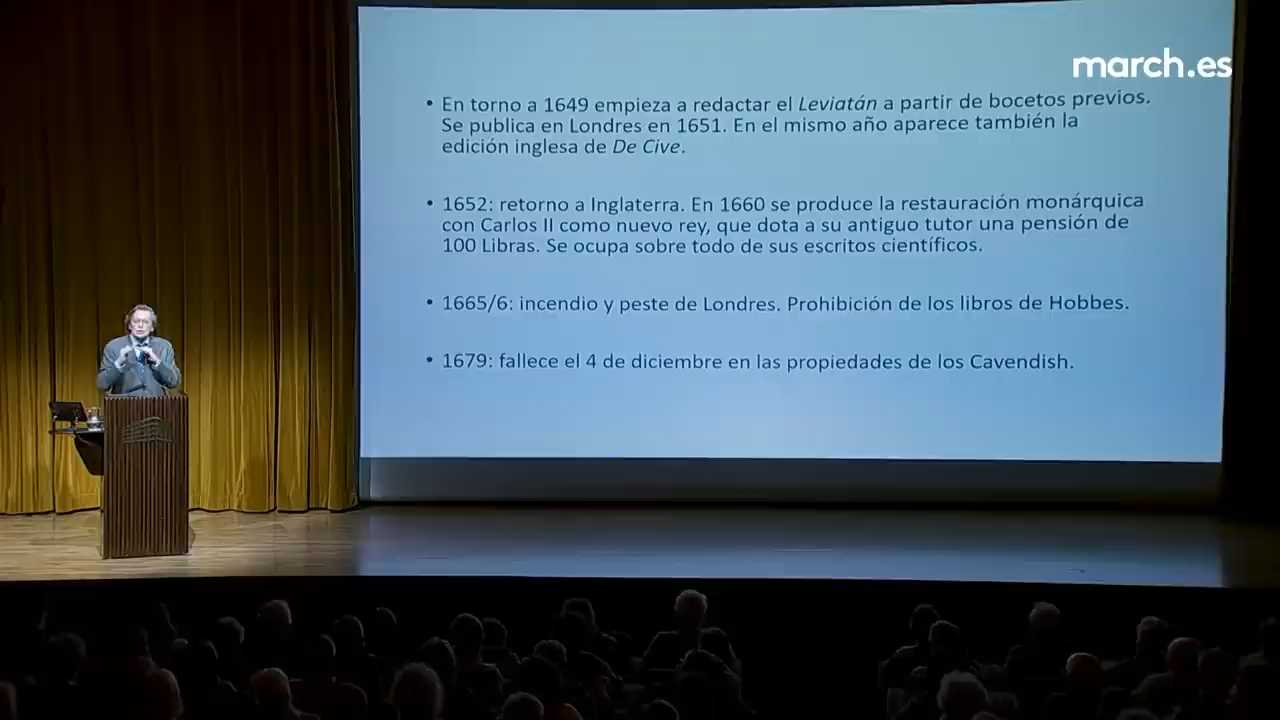 march.es
• En torno a 1649 empieza a redactar el Leviatán a partir de bocetos previos.
Se publica en Londres en 1651. En el mismo año aparece también la
edición inglesa de De Cive.
• 1652: retorno a Inglaterra. En 1660 se produce la restauración monárquica
con Carlos II como nuevo rey, que dota a su antiguo tutor una pensión de
100 Libras. Se ocupa sobre todo de sus escritos científicos.
• 1665/6: incendio y peste de Londres. Prohibición de los libros de Hobbes.
• 1679: fallece el 4 de diciembre en las propiedades de los Cavendish.